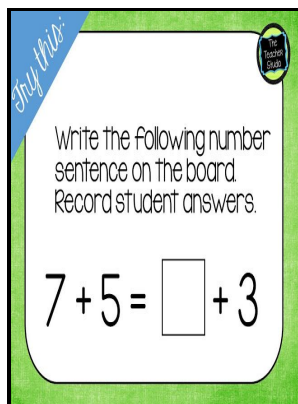 Try this:
The
Teacher
Studio
Write the following number
sentence on the board.
Record student answers.
7 + 5 = □ + 3